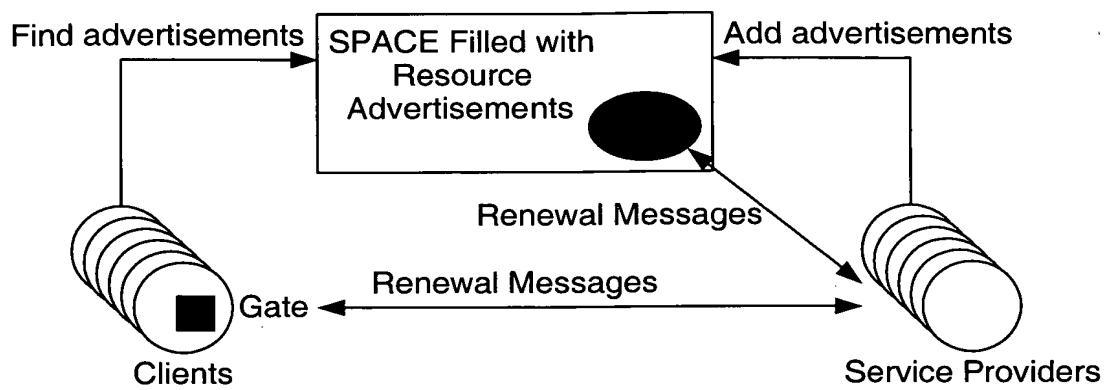 Find advertisements
SPACE Filled with
Resource
Advertisements
Add advertisements
Renewal Messages
Renewal Messages
Gate
Clients
Service Providers